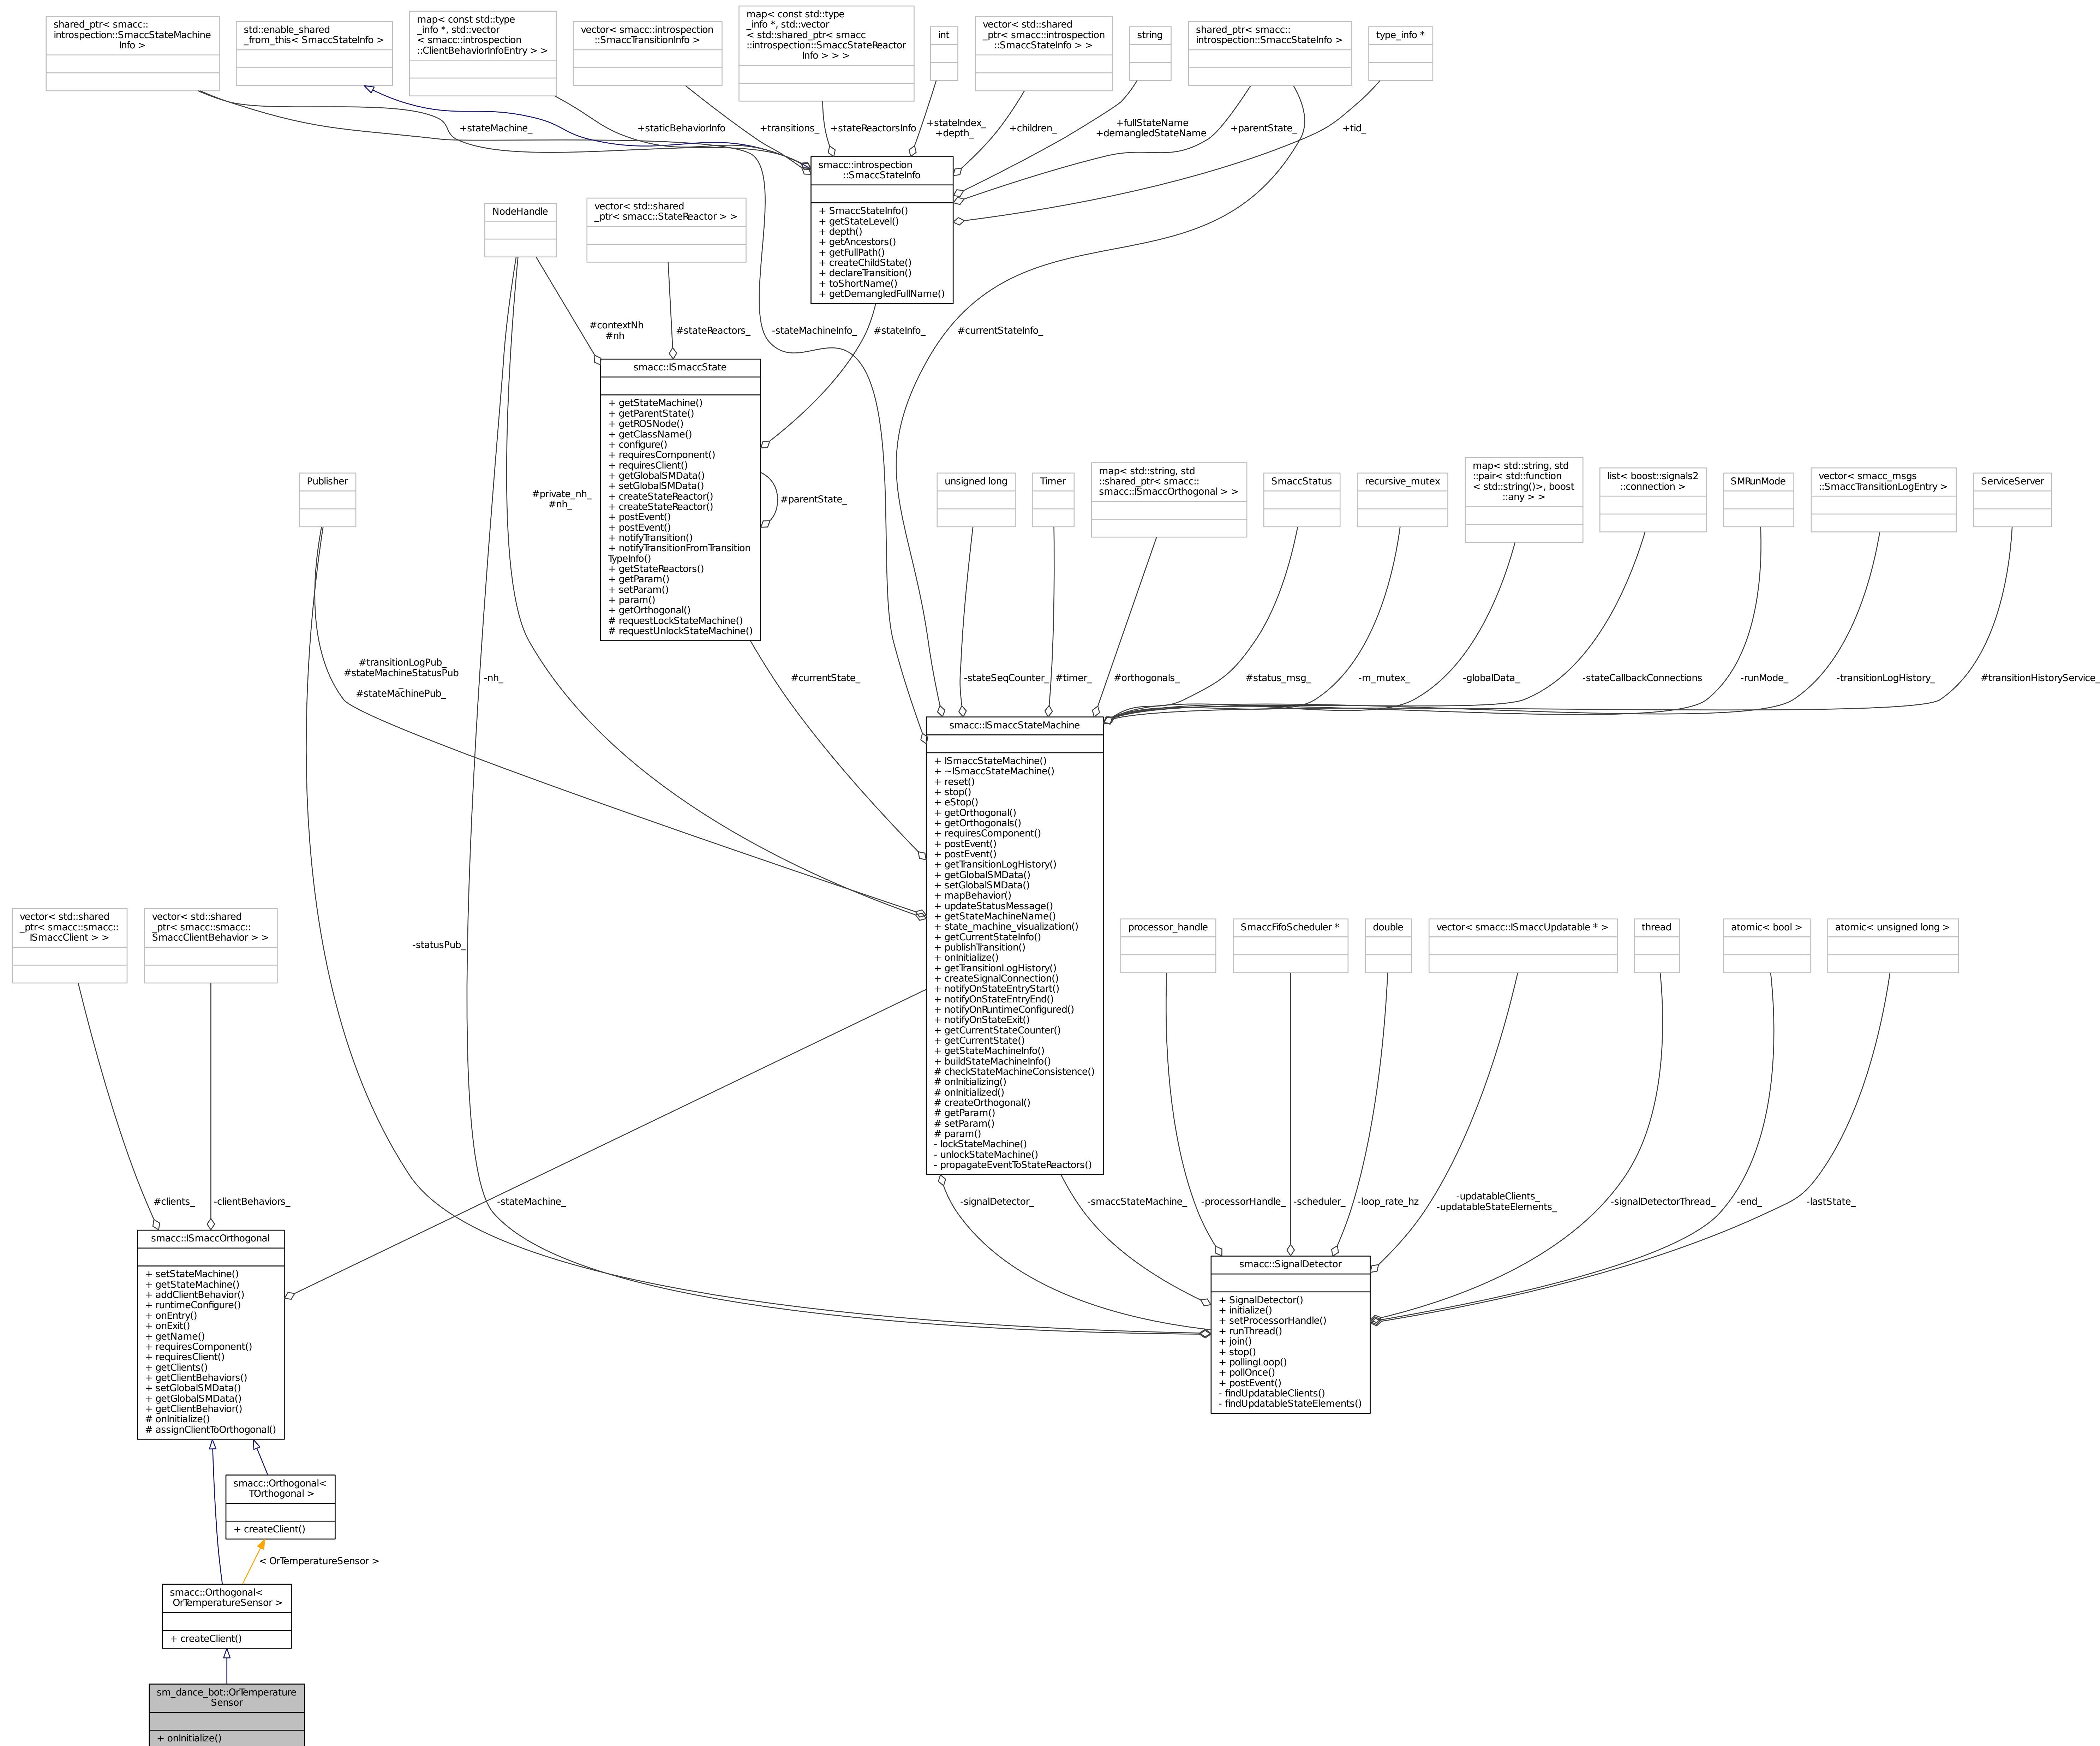 shared_ptr< smacc::
introspection::SmaccStateMachine
Info >
std::enable_shared
_from_this< SmaccStateInfo >
map< const std::type
_info *, std::vector
< smacc::introspection
::ClientBehaviorInfoEntry > >
vector< smacc::introspection
::SmaccTransitionInfo >
map< const std::type
_info *, std::vector
< std::shared_ptr< smacc
::introspection::SmaccStateReactor
Info > > >
int
vector< std::shared
_ptr< smacc::introspection
::SmaccStateInfo > >
string
shared_ptr< smacc::
introspection::SmaccStateInfo >
type_info *
+stateMachine_
+staticBehaviorInfo
+transitions_
+stateReactorsInfo
+stateIndex_
+depth_
+children_
+fullStateName
+demangledStateName
+parentState_
+tid_
smacc::introspection
::SmaccStateInfo
+ SmaccStateInfo()
+ getStateLevel()
+ depth()
+ getAncestors()
+ getFullPath()
+ createChildState()
+ declareTransition()
+ toShortName()
+ getDemangledFullName()
NodeHandle
vector< std::shared
_ptr< smacc::StateReactor > >
#contextNh
#nh
#stateReactors_
-stateMachineInfo_
#stateInfo_
#currentStateInfo_
smacc::ISmaccState
+ getStateMachine()
+ getParentState()
+ getROSNode()
+ getClassName()
+ configure()
+ requiresComponent()
+ requiresClient()
+ getGlobalSMData()
+ setGlobalSMData()
+ createStateReactor()
+ createStateReactor()
+ postEvent()
+ postEvent()
+ notifyTransition()
+ notifyTransitionFromTransition
TypeInfo()
+ getStateReactors()
+ getParam()
+ setParam()
+ param()
+ getOrthogonal()
# requestLockStateMachine()
# requestUnlockStateMachine()
#parentState_
#private_nh_
#nh_
Publisher
unsigned long
Timer
map< std::string, std
::shared_ptr< smacc::
smacc::ISmaccOrthogonal > >
SmaccStatus
recursive_mutex
map< std::string, std
::pair< std::function
< std::string()>, boost
::any > >
list< boost::signals2
::connection >
SMRunMode
vector< smacc_msgs
::SmaccTransitionLogEntry >
ServiceServer
#transitionLogPub_
#stateMachineStatusPub
_
#stateMachinePub_
-nh_
#currentState_
-stateSeqCounter_
#timer_
#orthogonals_
#status_msg_
-m_mutex_
-globalData_
-stateCallbackConnections
-runMode_
-transitionLogHistory_
#transitionHistoryService_
smacc::ISmaccStateMachine
+ ISmaccStateMachine()
+ ~ISmaccStateMachine()
+ reset()
+ stop()
+ eStop()
+ getOrthogonal()
+ getOrthogonals()
+ requiresComponent()
+ postEvent()
+ postEvent()
+ getTransitionLogHistory()
+ getGlobalSMData()
+ setGlobalSMData()
+ mapBehavior()
+ updateStatusMessage()
+ getStateMachineName()
+ state_machine_visualization()
+ getCurrentStateInfo()
+ publishTransition()
+ onInitialize()
+ getTransitionLogHistory()
+ createSignalConnection()
+ notifyOnStateEntryStart()
+ notifyOnStateEntryEnd()
+ notifyOnRuntimeConfigured()
+ notifyOnStateExit()
+ getCurrentStateCounter()
+ getCurrentState()
+ getStateMachineInfo()
+ buildStateMachineInfo()
# checkStateMachineConsistence()
# onInitializing()
# onInitialized()
# createOrthogonal()
# getParam()
# setParam()
# param()
- lockStateMachine()
- unlockStateMachine()
- propagateEventToStateReactors()
vector< std::shared
_ptr< smacc::smacc::
ISmaccClient > >
vector< std::shared
_ptr< smacc::smacc::
SmaccClientBehavior > >
-statusPub_
processor_handle
SmaccFifoScheduler *
double
vector< smacc::ISmaccUpdatable * >
thread
atomic< bool >
atomic< unsigned long >
#clients_
-clientBehaviors_
-stateMachine_
-signalDetector_
-smaccStateMachine_
-processorHandle_
-scheduler_
-loop_rate_hz
-updatableClients_
-updatableStateElements_
-signalDetectorThread_
-end_
-lastState_
smacc::ISmaccOrthogonal
+ setStateMachine()
+ getStateMachine()
+ addClientBehavior()
+ runtimeConfigure()
+ onEntry()
+ onExit()
+ getName()
+ requiresComponent()
+ requiresClient()
+ getClients()
+ getClientBehaviors()
+ setGlobalSMData()
+ getGlobalSMData()
+ getClientBehavior()
# onInitialize()
# assignClientToOrthogonal()
smacc::SignalDetector
+ SignalDetector()
+ initialize()
+ setProcessorHandle()
+ runThread()
+ join()
+ stop()
+ pollingLoop()
+ pollOnce()
+ postEvent()
- findUpdatableClients()
- findUpdatableStateElements()
smacc::Orthogonal<
TOrthogonal >
+ createClient()
< OrTemperatureSensor >
smacc::Orthogonal<
OrTemperatureSensor >
+ createClient()
sm_dance_bot::OrTemperature
Sensor
+ onInitialize()